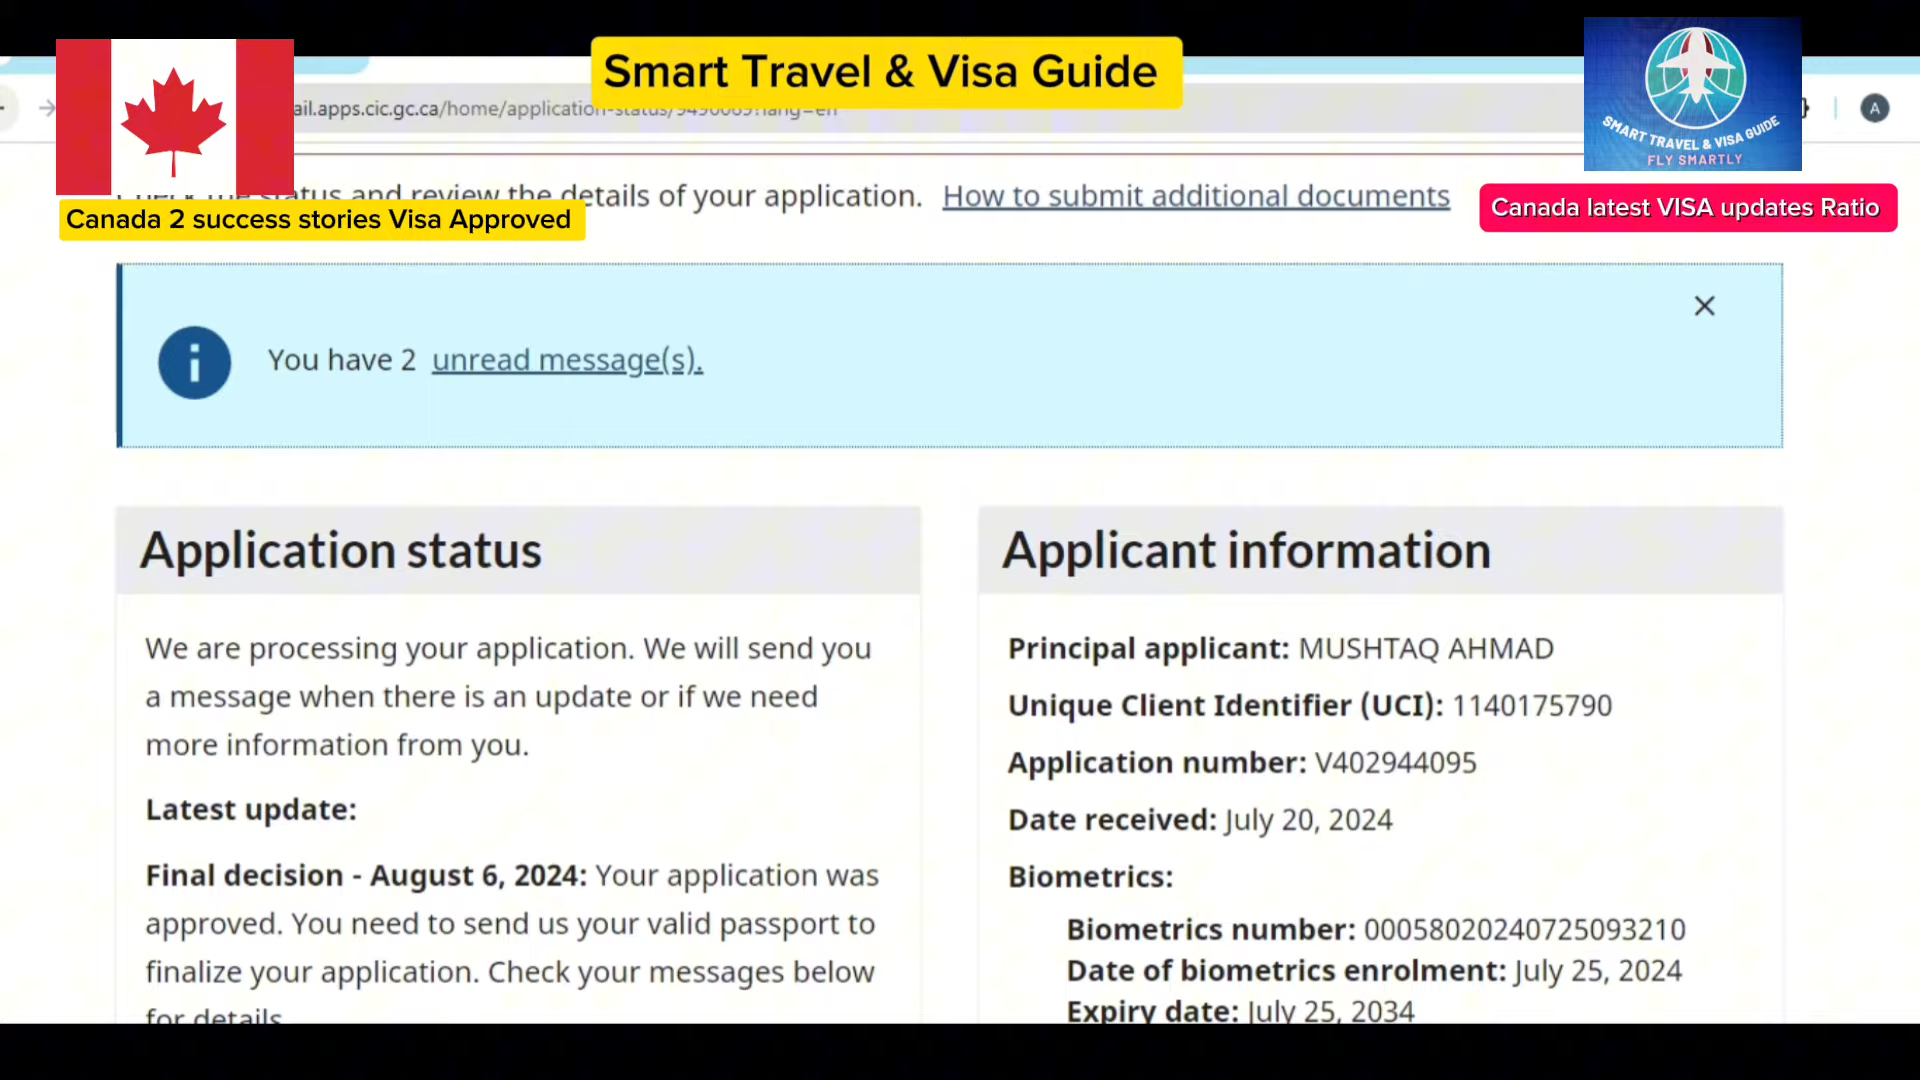 Smart Travel & Visa Guide
ail.apps.cic.gc.ca/home/application-status/9496069?lang=en
A
SMART TRAVEL & VISA GUIDE
FLY SMARTLY
Check the status and review the details of your application. How to submit additional documents
Canada 2 success stories Visa Approved
Canada latest VISA updates Ratio
You have 2 unread message(s).
Application status
We are processing your application. We will send you
a message when there is an update or if we need
more information from you.
Latest update:
Final decision - August 6, 2024: Your application was
approved. You need to send us your valid passport to
finalize your application. Check your messages below
for details.
Applicant information
Principal applicant: MUSHTAQ AHMAD
Unique Client Identifier (UCI): 1140175790
Application number: V402944095
Date received: July 20, 2024
Biometrics:
Biometrics number: 00058020240725093210
Date of biometrics enrolment: July 25, 2024
Expiry date: July 25, 2034